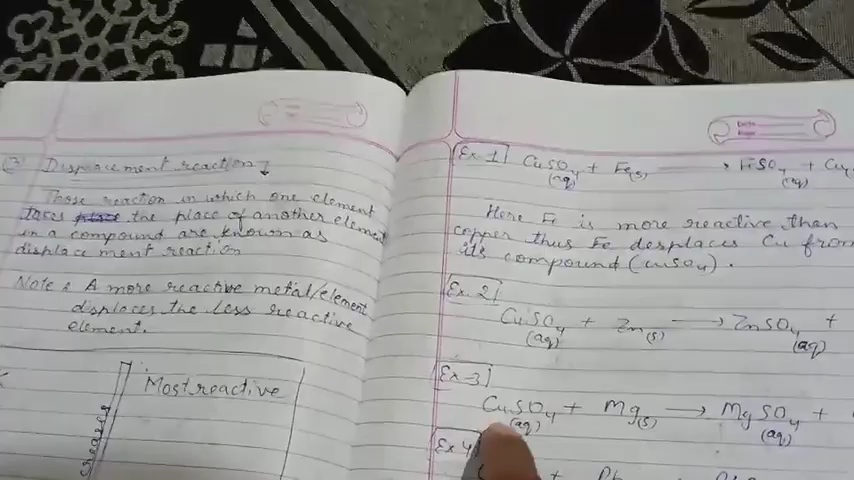 3 Displacement reaction
Those reaction in which one element
takes the place of another element
in a compound are known as
displacement reaction
Note : A more reactive metal/element
displaces the less reactive
element.
Most reactive
Ex-1 CuSO4(aq) + Fe(s) → FeSO4(aq) + Cu
Here Fe is more reactive than
copper thus Fe desplaces Cu from
its compound (CuSO4).
Ex-2
CuSO4(aq) + Zn(s) → ZnSO4(aq) +
Ex-3
CuSO4(aq) + Mg(s) → MgSO4(aq) +
Ex 4
+ Pb